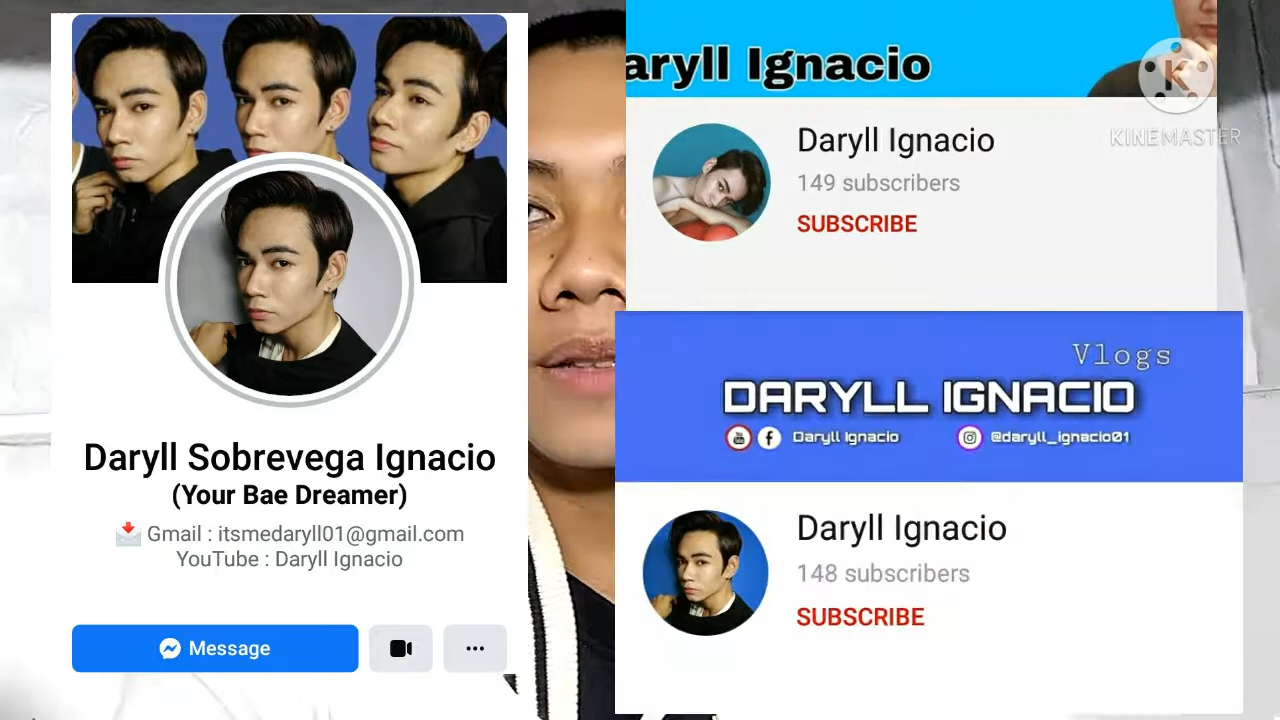 Daryll Sobrevega Ignacio
(Your Bae Dreamer)
Gmail : itsmedaryll01@gmail.com
YouTube : Daryll Ignacio
Message
aryll Ignacio
KINEMASTER
Daryll Ignacio
149 subscribers
SUBSCRIBE
Vlogs
DARYLL IGNACIO
Daryll Ignacio
@daryll_ignacio01
Daryll Ignacio
148 subscribers
SUBSCRIBE